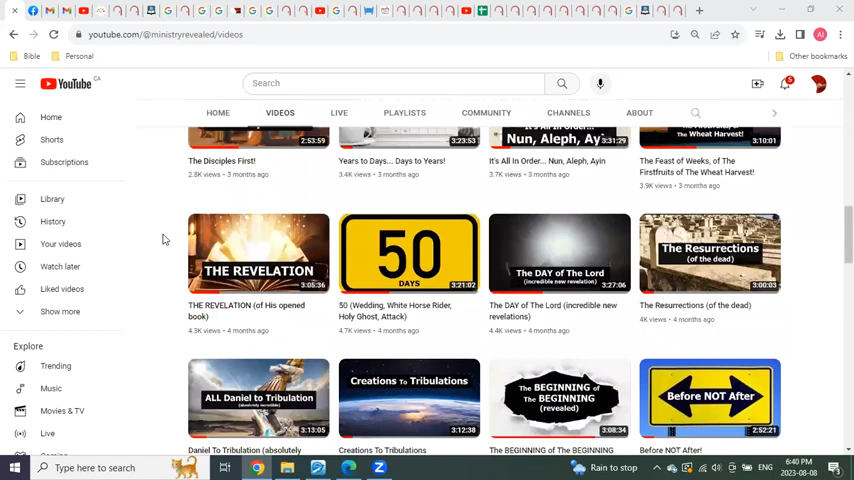 youtube.com/@ministryrevealed/videos
Bible
Personal
Other bookmarks
YouTube CA
Search
5
HOME
VIDEOS
LIVE
PLAYLISTS
COMMUNITY
CHANNELS
ABOUT
Home
Shorts
Subscriptions
Library
History
Your videos
Watch later
Liked videos
Show more
Explore
Trending
Music
Movies & TV
Live
2:53:59
3:23:53
It's All In Order...
Nun, Aleph, Ayin
3:31:29
The Wheat Harvest!
3:10:01
The Disciples First!
2.8K views • 3 months ago
Years to Days... Days to Years!
3.4K views • 3 months ago
It's All In Order... Nun, Aleph, Ayin
3.7K views • 3 months ago
The Feast of Weeks, of The
Firstfruits of The Wheat Harvest!
3.9K views • 3 months ago
THE REVELATION
3:05:36
50
DAYS
3:21:02
The DAY of The Lord
(incredible new revelation)
3:27:06
The Resurrections
(of the dead)
3:00:03
THE REVELATION (of His opened
book)
4.3K views • 4 months ago
50 (Wedding, White Horse Rider,
Holy Ghost, Attack)
4.7K views • 4 months ago
The DAY of The Lord (incredible new
revelations)
4.4K views • 4 months ago
The Resurrections (of the dead)
4K views • 4 months ago
ALL Daniel to Tribulation
(absolutely incredible)
3:13:05
Creations To Tribulations
3:12:38
The BEGINNING of
The BEGINNING
(revealed)
3:08:34
Before NOT After
2:52:21
Daniel To Tribulation (absolutely
Creations To Tribulations
The BEGINNING of The BEGINNING
Before NOT After!
Type here to search
Rain to stop
ENG
6:40 PM
2023-08-08